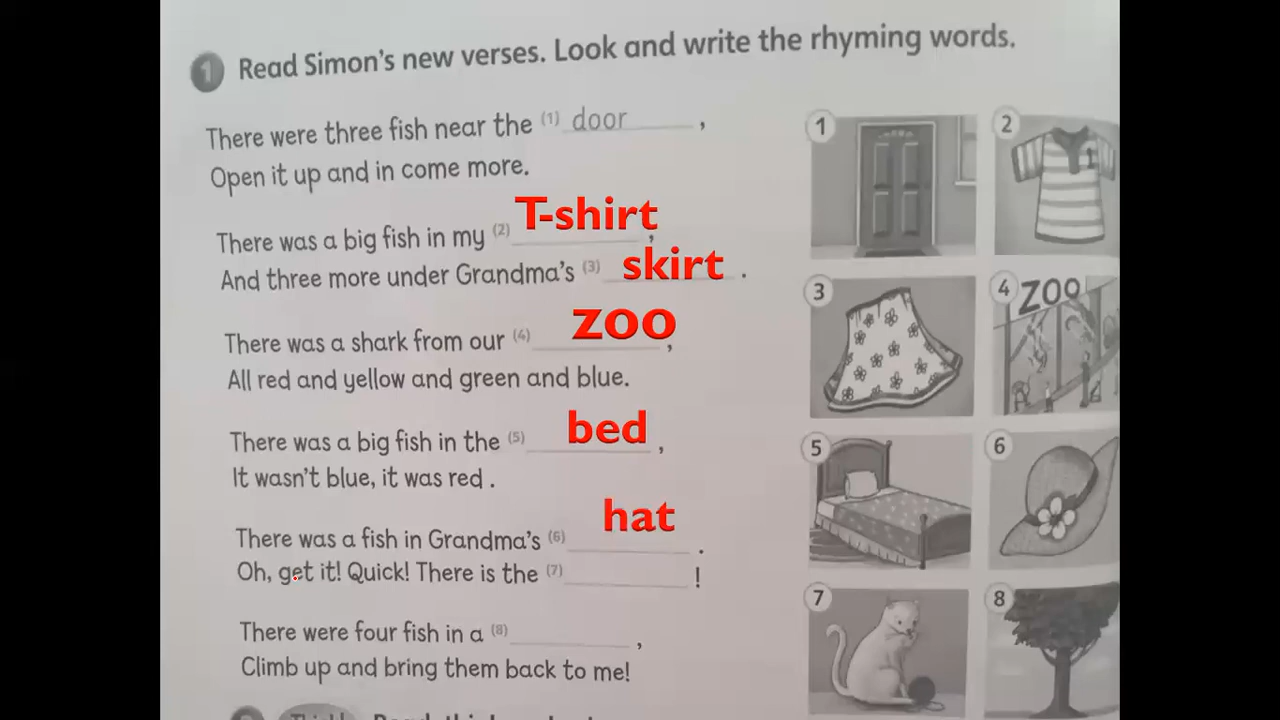 1 Read Simon's new verses. Look and write the rhyming words.
There were three fish near the (1) door ,
Open it up and in come more.
There was a big fish in my (2) T-shirt ,
And three more under Grandma's (3) skirt .
There was a shark from our (4) zoo ,
All red and yellow and green and blue.
There was a big fish in the (5) bed ,
It wasn't blue, it was red .
There was a fish in Grandma's (6) hat .
Oh, get it! Quick! There is the (7) !
There were four fish in a (8) ,
Climb up and bring them back to me!
1
2
3
4 ZOO
5
6
7
8